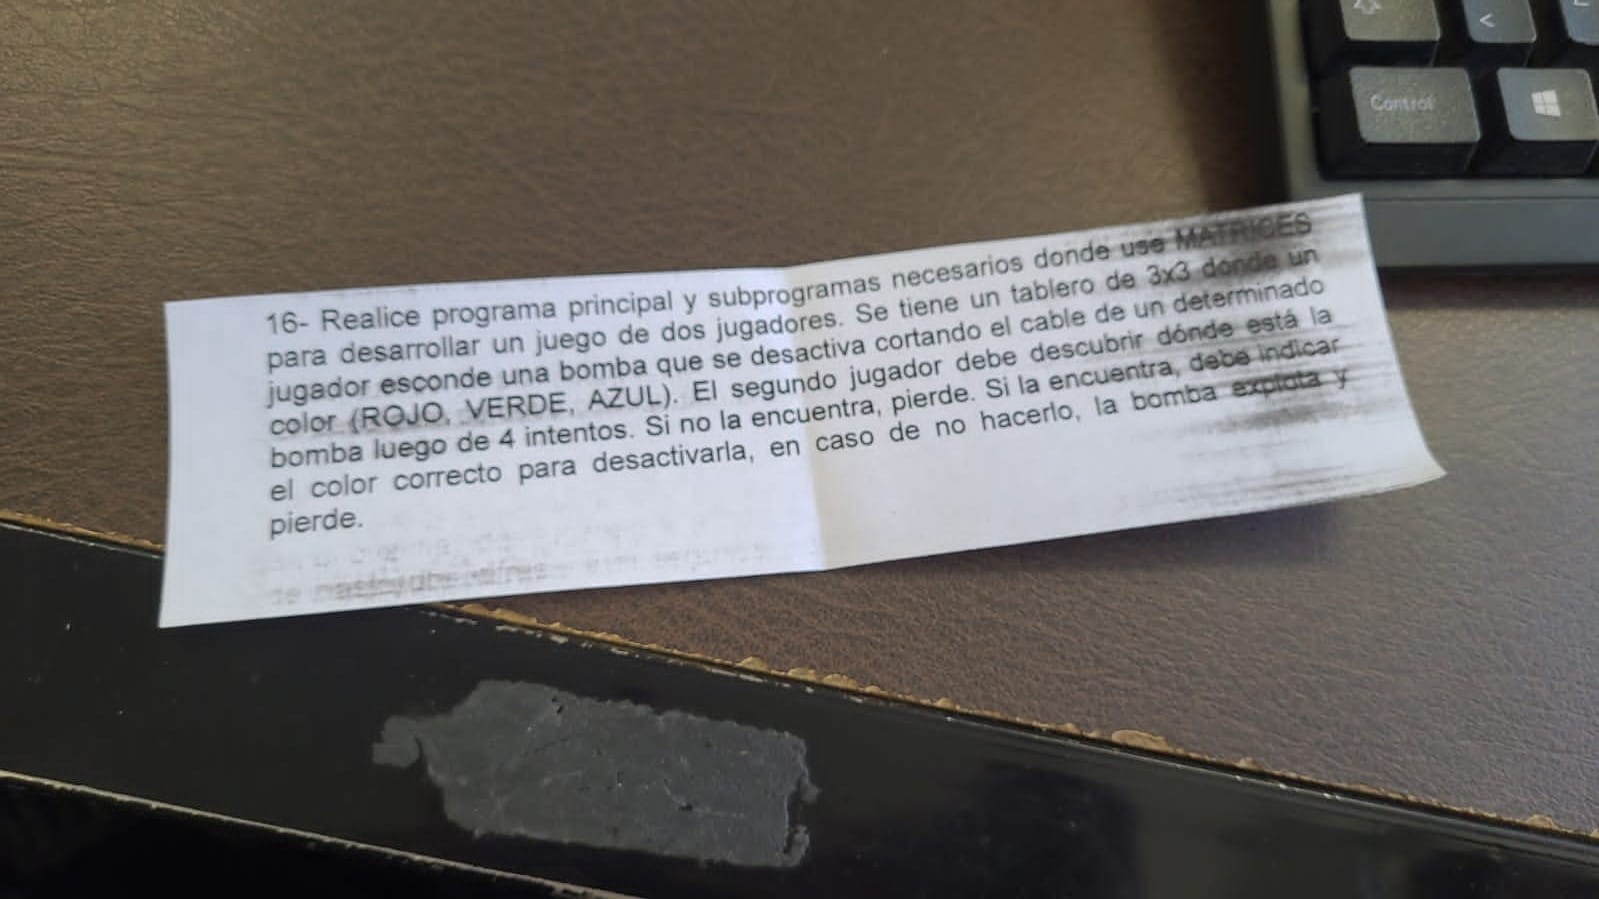 Control
<
16- Realice programa principal y subprogramas necesarios donde use MATRICES
para desarrollar un juego de dos jugadores. Se tiene un tablero de 3x3 donde un
jugador esconde una bomba que se desactiva cortando el cable de un determinado
color (ROJO, VERDE, AZUL). El segundo jugador debe descubrir dónde está la
bomba luego de 4 intentos. Si no la encuentra, pierde. Si la encuentra, debe indicar
el color correcto para desactivarla, en caso de no hacerlo, la bomba explota y
pierde.